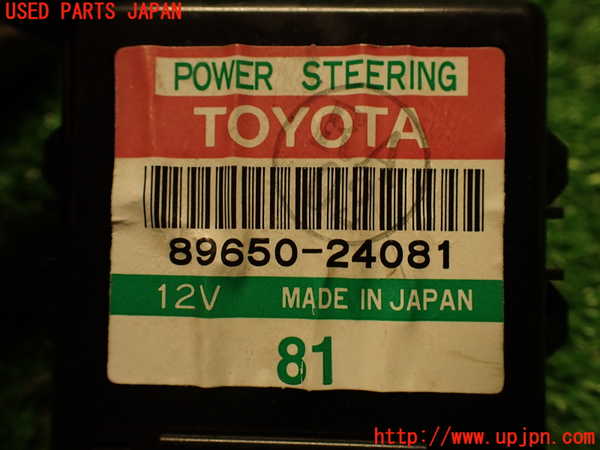 USED PARTS JAPAN
POWER STEERING
TOYOTA
89650-24081
12V MADE IN JAPAN
81
http://www.upjpn.com